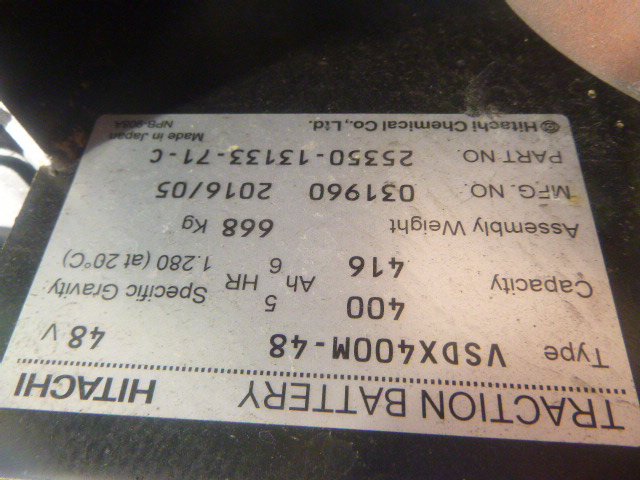 TRACTION BATTERY HITACHI
Type VSDX400M-48 48 V
400 5
Capacity Ah HR Specific Gravity
416 6 1.280 (at 20°C)
Assembly Weight 668 Kg
MFG. NO. 031960 2016/05
PART NO. 25350-13133-71-C
Made in Japan
Hitachi Chemical Co.,Ltd. NPB-905A